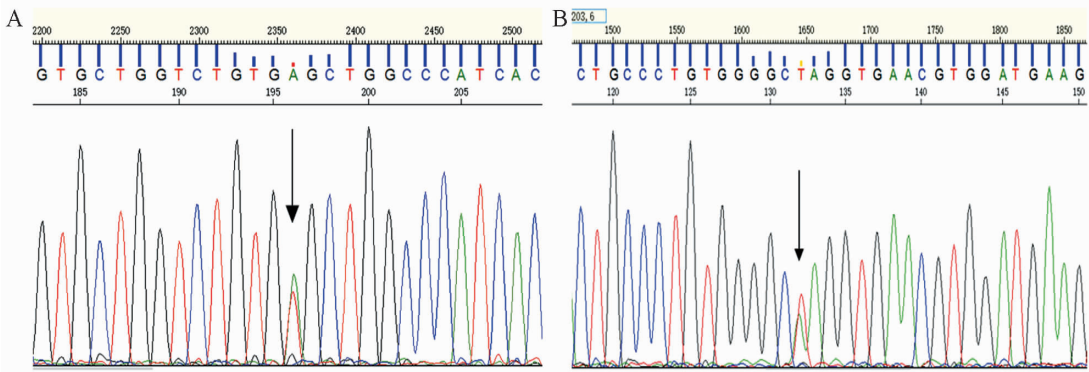 A
2200 2250 2300 2350 2400 2450 2500
G T G C T G G T C T G T G A G C T G G C C C A T C A C
185 190 195 200 205
B
203,6
1500 1550 1600 1650 1700 1750 1800 1850
C T G C C C T G T G G G G C T A G G T G A A C G T G G A T G A A G
120 125 130 135 140 145 150